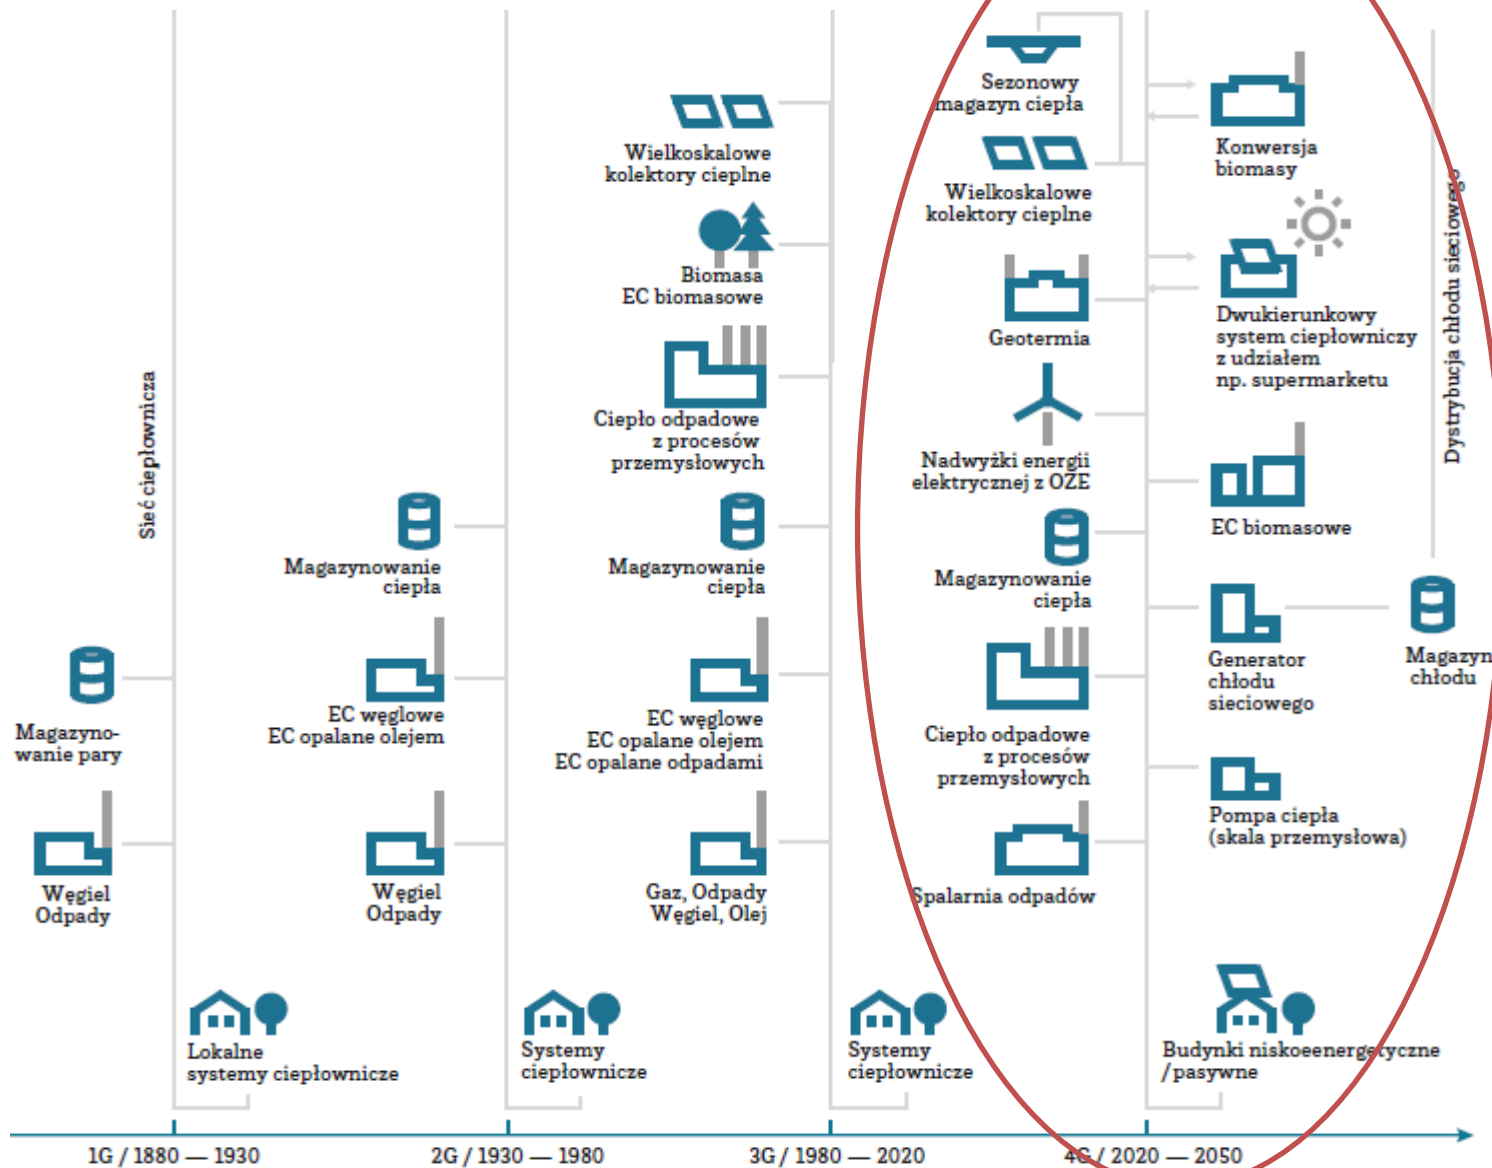 Sieć ciepłownicza
Magazyno-
wanie pary
Węgiel
Odpady
Lokalne
systemy ciepłownicze
Magazynowanie
ciepła
EC węglowe
EC opalane olejem
Węgiel
Odpady
Systemy
ciepłownicze
Wielkoskalowe
kolektory cieplne
Biomasa
EC biomasowe
Ciepło odpadowe
z procesów
przemysłowych
Magazynowanie
ciepła
EC węglowe
EC opalane olejem
EC opalane odpadami
Gaz, Odpady
Węgiel, Olej
Systemy
ciepłownicze
Sezonowy
magazyn ciepła
Wielkoskalowe
kolektory cieplne
Geotermia
Nadwyżki energii
elektrycznej z OZE
Magazynowanie
ciepła
Ciepło odpadowe
z procesów
przemysłowych
Spalarnia odpadów
Konwersja
biomasy
Dwukierunkowy
system ciepłowniczy
z udziałem
np. supermarketu
EC biomasowe
Generator
chłodu
sieciowego
Pompa ciepła
(skala przemysłowa)
Budynki niskoeenergetyczne
/pasywne
Dystrybucja chłodu sieciowego
Magazyn
chłodu
1G / 1880 — 1930
2G / 1930 — 1980
3G / 1980 — 2020
4G / 2020 — 2050